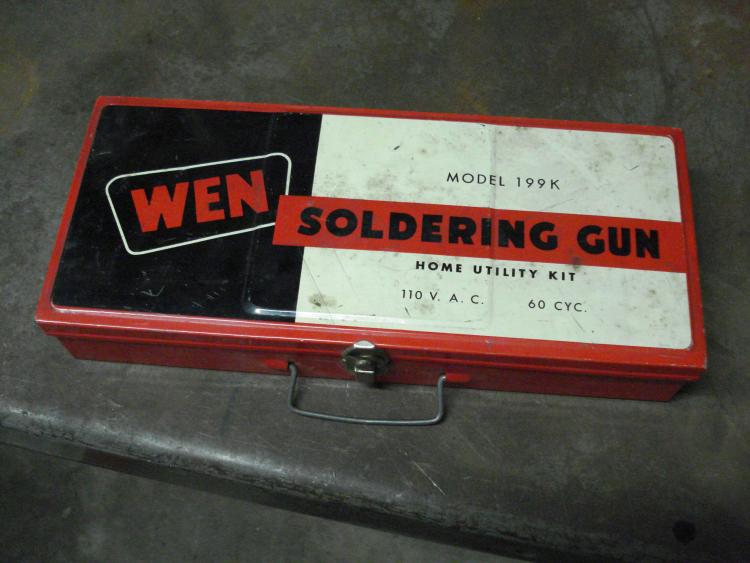 WEN
MODEL 199K
SOLDERING GUN
HOME UTILITY KIT
110 V. A. C. 60 CYC.